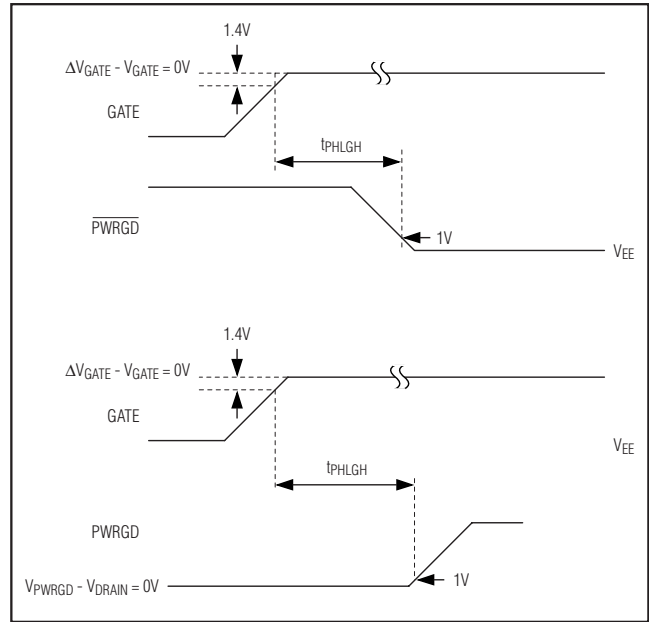 1.4V
ΔVGATE - VGATE = 0V
GATE
tPHLGH
PWRGD
1V
VEE
1.4V
ΔVGATE - VGATE = 0V
GATE
VEE
tPHLGH
PWRGD
1V
VPWRGD - VDRAIN = 0V